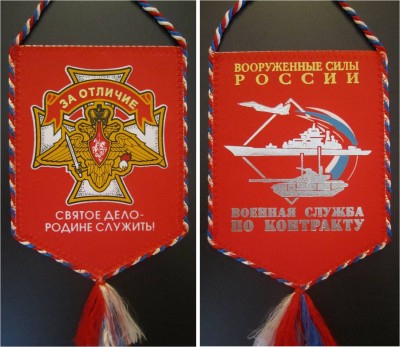 ЗА ОТЛИЧИЕ
СВЯТОЕ ДЕЛО-
РОДИНЕ СЛУЖИТЬ!
ВООРУЖЕННЫЕ СИЛЫ
РОССИИ
ВОЕННАЯ СЛУЖБА
ПО КОНТРАКТУ